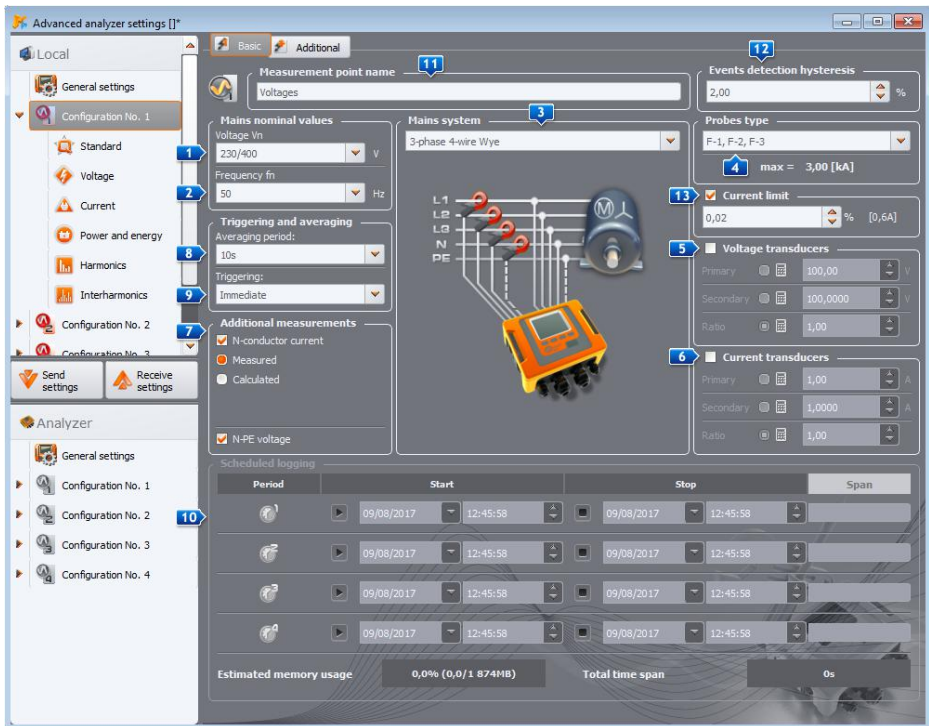 Advanced analyzer settings []*
Local
General settings
Configuration No. 1
Standard
Voltage
Current
Power and energy
Harmonics
Interharmonics
Configuration No. 2
Configuration No. 3
Send settings
Receive settings
Analyzer
General settings
Configuration No. 1
Configuration No. 2
Configuration No. 3
Configuration No. 4
Basic Additional
11
Measurement point name
Voltages
12
Events detection hysteresis
2,00 %
Mains nominal values
Voltage Vn
1 230/400 V
Frequency fn
2 50 Hz
3
Mains system
3-phase 4-wire Wye
L1
L2
L3
N
PE
M
Probes type
F-1, F-2, F-3
4 max = 3,00 [kA]
13 Current limit
0,02 % [0,6A]
Triggering and averaging
Averaging period:
8 10s
Triggering:
9 Immediate
7 Additional measurements
N-conductor current
Measured
Calculated
N-PE voltage
5 Voltage transducers
Primary 100,00 V
Secondary 100,0000 V
Ratio 1,00
6 Current transducers
Primary 1,00 A
Secondary 1,0000 A
Ratio 1,00
Scheduled logging
Period Start Stop Span
10 1 09/08/2017 12:45:58 09/08/2017 12:45:58
2 09/08/2017 12:45:58 09/08/2017 12:45:58
3 09/08/2017 12:45:58 09/08/2017 12:45:58
4 09/08/2017 12:45:58 09/08/2017 12:45:58
Estimated memory usage 0,0% (0,0/1 874MB) Total time span 0s